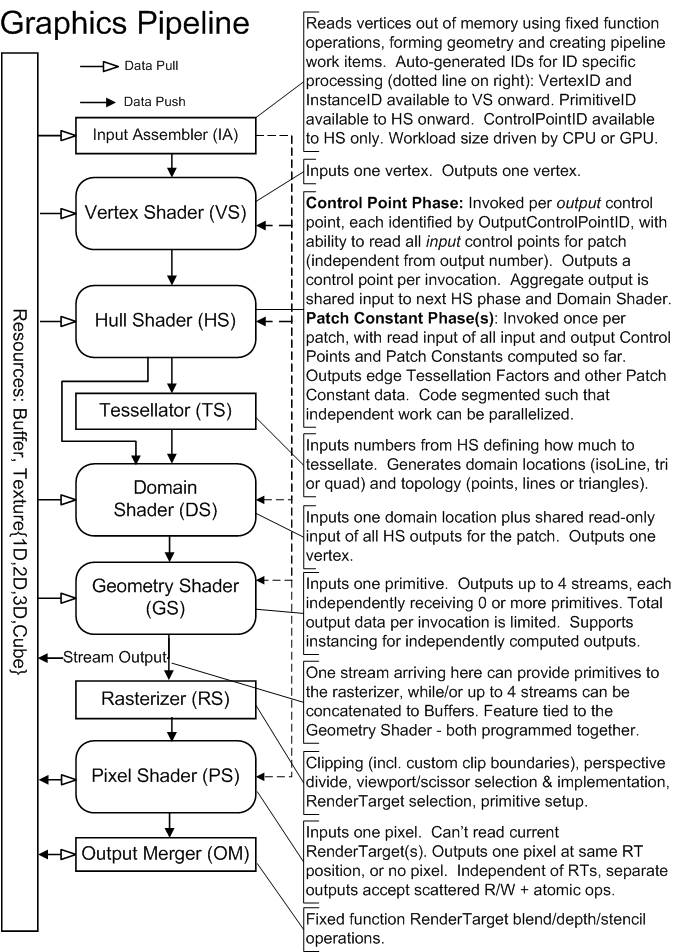 Graphics Pipeline
Data Pull
Data Push
Resources: Buffer, Texture{1D,2D,3D,Cube}
Input Assembler (IA)
Reads vertices out of memory using fixed function
operations, forming geometry and creating pipeline
work items.  Auto-generated IDs for ID specific
processing (dotted line on right): VertexID and
InstanceID available to VS onward. PrimitiveID
available to HS onward.  ControlPointID available
to HS only. Workload size driven by CPU or GPU.
Vertex Shader (VS)
Inputs one vertex.  Outputs one vertex.
Hull Shader (HS)
Control Point Phase: Invoked per output control
point, each identified by OutputControlPointID, with
ability to read all input control points for patch
(independent from output number).  Outputs a
control point per invocation.  Aggregate output is
shared input to next HS phase and Domain Shader.
Patch Constant Phase(s): Invoked once per
patch, with read input of all input and output Control
Points and Patch Constants computed so far.
Outputs edge Tessellation Factors and other Patch
Constant data.  Code segmented such that
independent work can be parallelized.
Tessellator (TS)
Inputs numbers from HS defining how much to
tessellate.  Generates domain locations (isoLine, tri
or quad) and topology (points, lines or triangles).
Domain
Shader (DS)
Inputs one domain location plus shared read-only
input of all HS outputs for the patch.  Outputs one
vertex.
Geometry Shader
(GS)
Inputs one primitive.  Outputs up to 4 streams, each
independently receiving 0 or more primitives. Total
output data per invocation is limited.  Supports
instancing for independently computed outputs.
Stream Output
One stream arriving here can provide primitives to
the rasterizer, while/or up to 4 streams can be
concatenated to Buffers. Feature tied to the
Geometry Shader - both programmed together.
Rasterizer (RS)
Clipping (incl. custom clip boundaries), perspective
divide, viewport/scissor selection & implementation,
RenderTarget selection, primitive setup.
Pixel Shader (PS)
Inputs one pixel.  Can't read current
RenderTarget(s). Outputs one pixel at same RT
position, or no pixel.  Independent of RTs, separate
outputs accept scattered R/W + atomic ops.
Output Merger (OM)
Fixed function RenderTarget blend/depth/stencil
operations.